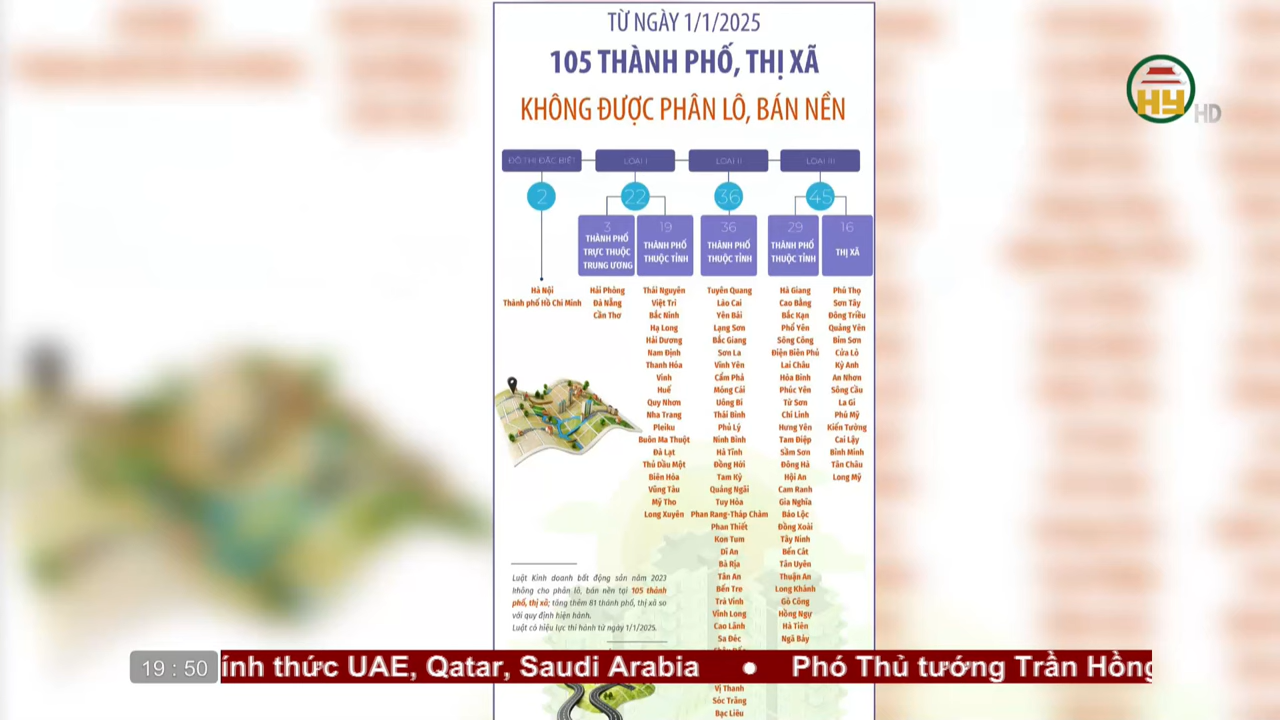 TỪ NGÀY 1/1/2025
105 THÀNH PHỐ, THỊ XÃ
KHÔNG ĐƯỢC PHÂN LÔ, BÁN NỀN
HY HD
ĐÔ THỊ ĐẶC BIỆT
LOẠI I
LOẠI II
LOẠI III
2
22
36
45
3
THÀNH PHỐ
TRỰC THUỘC
TRUNG ƯƠNG
19
THÀNH PHỐ
THUỘC TỈNH
36
THÀNH PHỐ
THUỘC TỈNH
29
THÀNH PHỐ
THUỘC TỈNH
16
THỊ XÃ
Hà Nội
Thành phố Hồ Chí Minh
Hải Phòng
Đà Nẵng
Cần Thơ
Thái Nguyên
Việt Trì
Bắc Ninh
Hạ Long
Hải Dương
Nam Định
Thanh Hóa
Vinh
Huế
Quy Nhơn
Nha Trang
Pleiku
Buôn Ma Thuột
Đà Lạt
Thủ Dầu Một
Biên Hòa
Vũng Tàu
Mỹ Tho
Long Xuyên
Tuyên Quang
Lào Cai
Yên Bái
Lạng Sơn
Bắc Giang
Sơn La
Vĩnh Yên
Cẩm Phả
Móng Cái
Uông Bí
Thái Bình
Phủ Lý
Ninh Bình
Hà Tĩnh
Đồng Hới
Tam Kỳ
Quảng Ngãi
Tuy Hòa
Phan Rang-Tháp Chàm
Phan Thiết
Kon Tum
Dĩ An
Bà Rịa
Tân An
Bến Tre
Trà Vinh
Vĩnh Long
Cao Lãnh
Sa Đéc
Vị Thanh
Sóc Trăng
Bạc Liêu
Hà Giang
Cao Bằng
Bắc Kạn
Phổ Yên
Sông Công
Điện Biên Phủ
Lai Châu
Hòa Bình
Phúc Yên
Từ Sơn
Chí Linh
Hưng Yên
Tam Điệp
Sầm Sơn
Đông Hà
Hội An
Cam Ranh
Gia Nghĩa
Bảo Lộc
Đồng Xoài
Tây Ninh
Bến Cát
Tân Uyên
Thuận An
Long Khánh
Gò Công
Hồng Ngự
Hà Tiên
Ngã Bảy
Phú Thọ
Sơn Tây
Đông Triều
Quảng Yên
Bỉm Sơn
Cửa Lò
Kỳ Anh
An Nhơn
Sông Cầu
La Gi
Phú Mỹ
Kiến Tường
Cai Lậy
Bình Minh
Tân Châu
Long Mỹ
Luật Kinh doanh bất động sản năm 2023
không cho phân lô, bán nền tại 105 thành
phố, thị xã; tăng thêm 81 thành phố, thị xã so
với quy định hiện hành.
Luật có hiệu lực thi hành từ ngày 1/1/2025.
19 : 50
ính thức UAE, Qatar, Saudi Arabia ● Phó Thủ tướng Trần Hồng